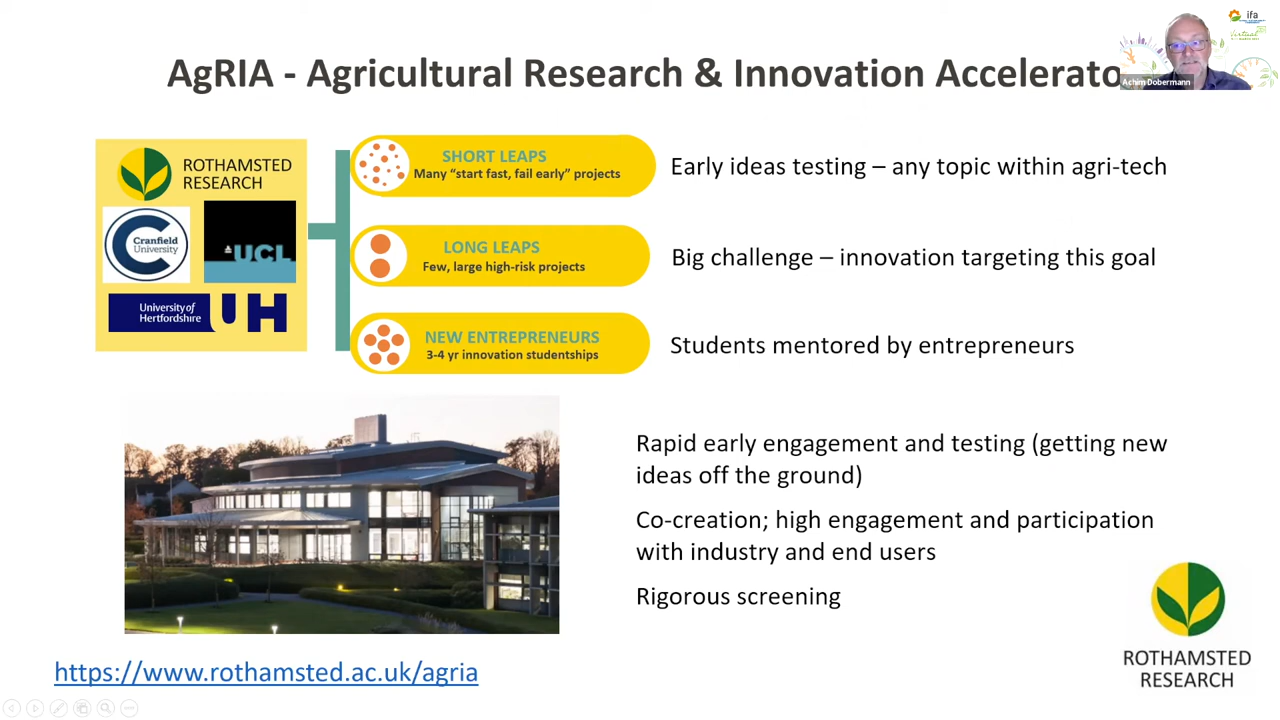 ifa
AgRIA - Agricultural Research & Innovation Accelerato
Achim Dobermann
ROTHAMSTED
RESEARCH
Cranfield
University
UCL
University of
Hertfordshire
UH
SHORT LEAPS
Many “start fast, fail early” projects
Early ideas testing – any topic within agri-tech
LONG LEAPS
Few, large high-risk projects
Big challenge – innovation targeting this goal
NEW ENTREPRENEURS
3-4 yr innovation studentships
Students mentored by entrepreneurs
Rapid early engagement and testing (getting new
ideas off the ground)
Co-creation; high engagement and participation
with industry and end users
Rigorous screening
ROTHAMSTED
RESEARCH
https://www.rothamsted.ac.uk/agria